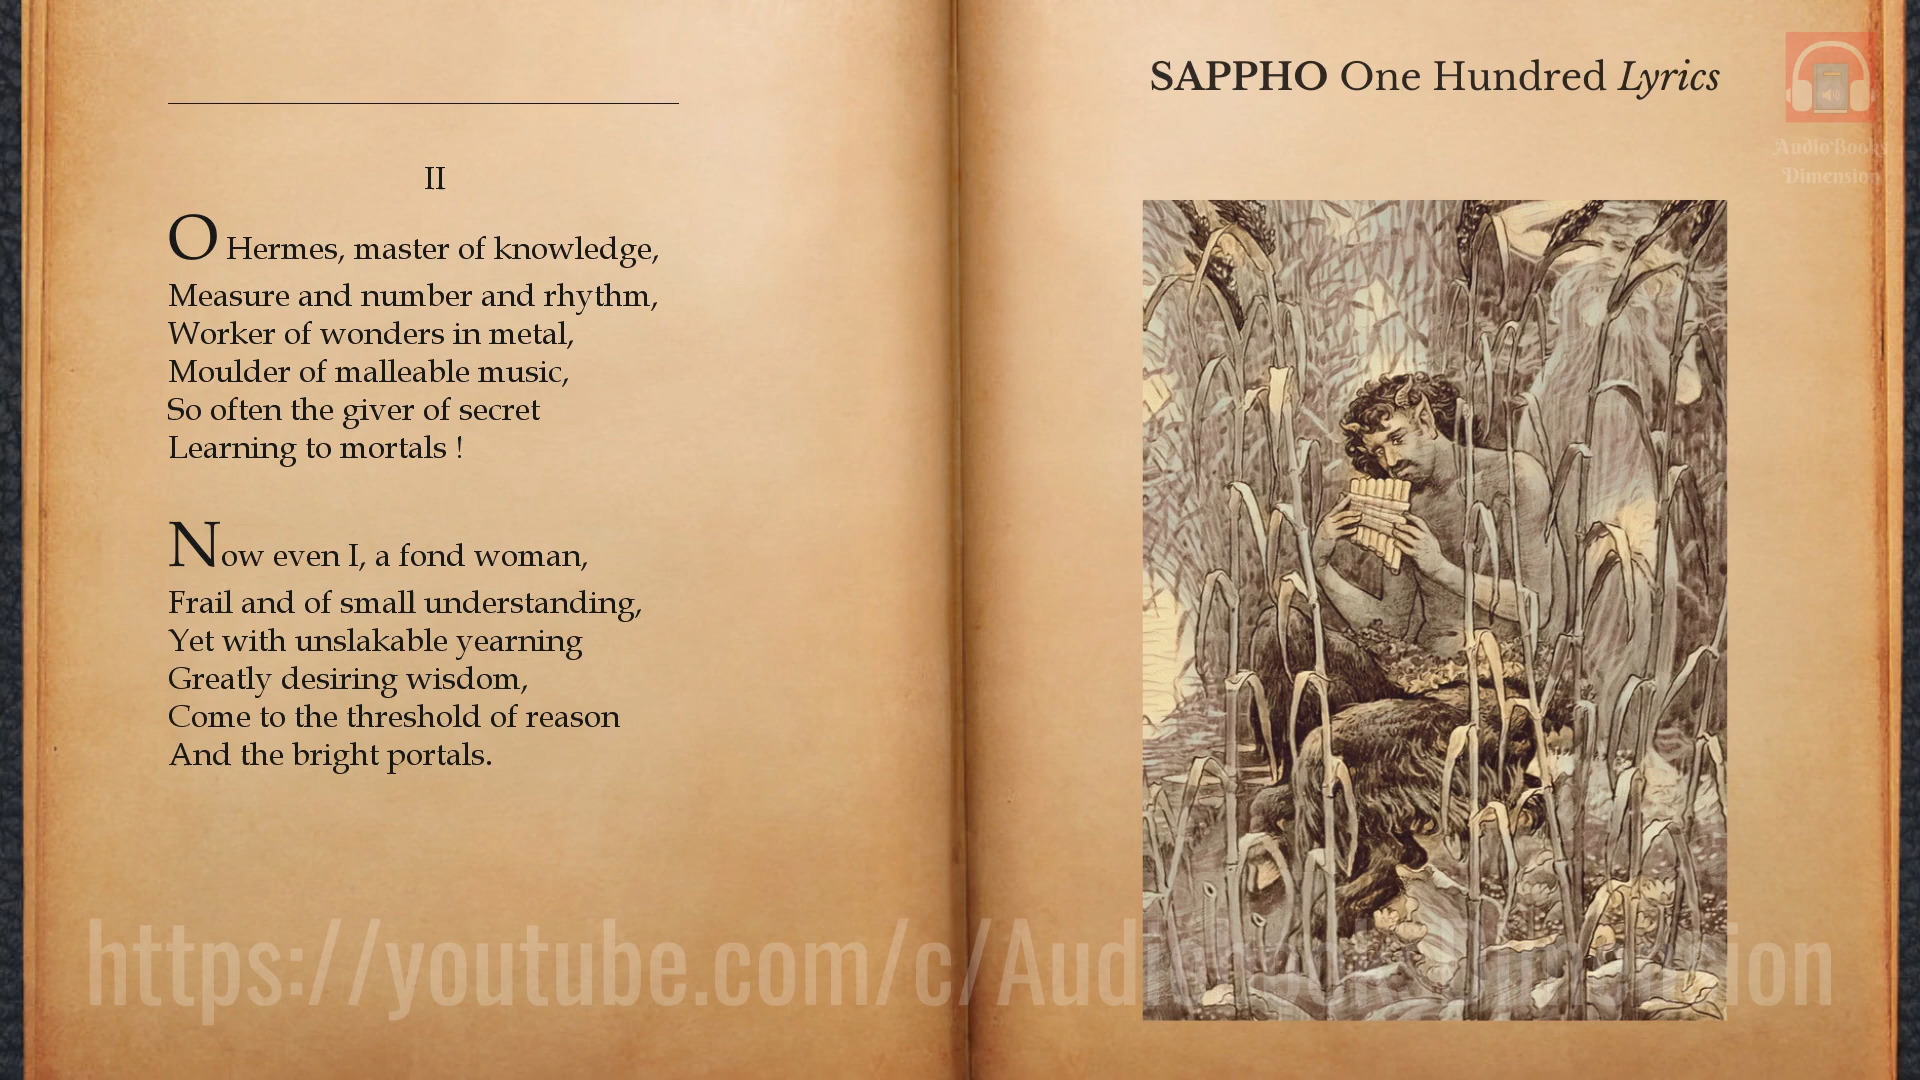 II
O Hermes, master of knowledge,
Measure and number and rhythm,
Worker of wonders in metal,
Moulder of malleable music,
So often the giver of secret
Learning to mortals !
Now even I, a fond woman,
Frail and of small understanding,
Yet with unslakable yearning
Greatly desiring wisdom,
Come to the threshold of reason
And the bright portals.
SAPPHO One Hundred Lyrics
AudioBooks
Dimension
https://youtube.com/c/AudiobookDimension